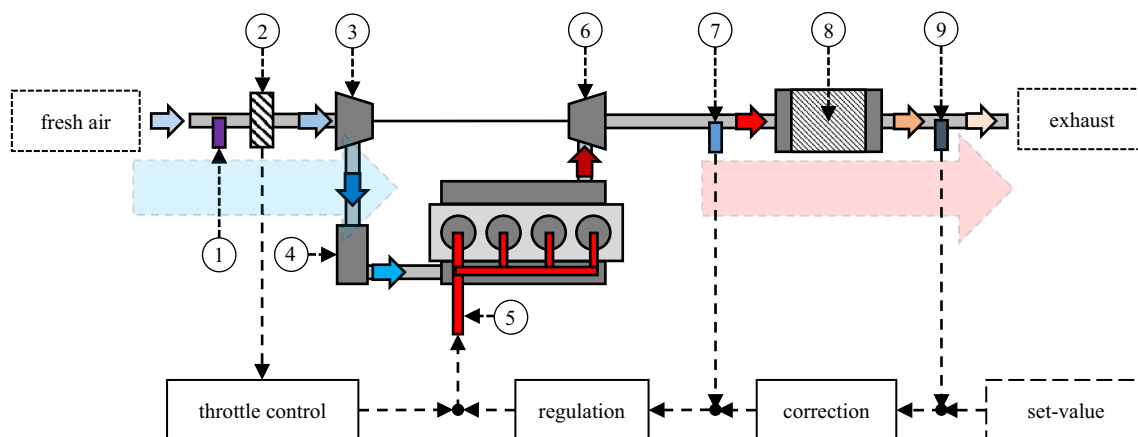 2
3
6
7
8
9
fresh air
exhaust
1
4
5
throttle control
regulation
correction
set-value